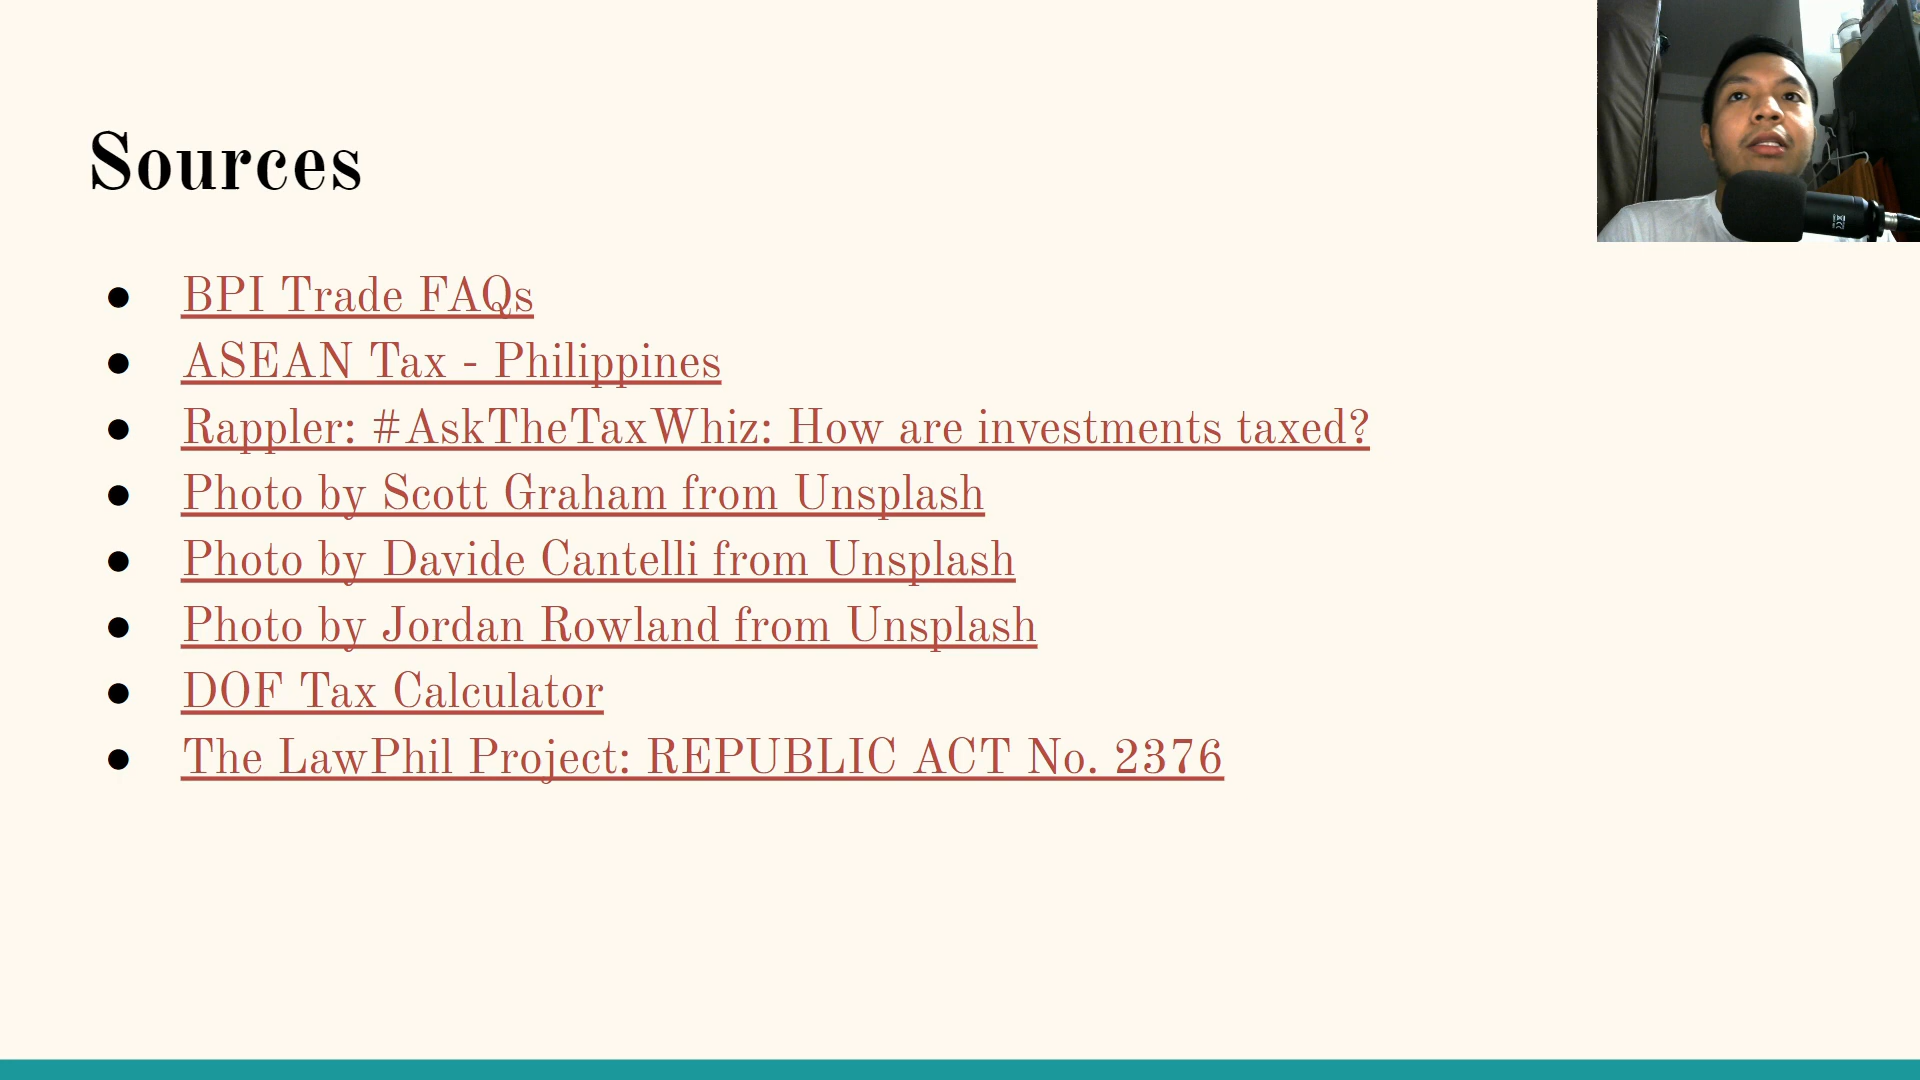 Sources
● BPI Trade FAQs
● ASEAN Tax - Philippines
● Rappler: #AskTheTaxWhiz: How are investments taxed?
● Photo by Scott Graham from Unsplash
● Photo by Davide Cantelli from Unsplash
● Photo by Jordan Rowland from Unsplash
● DOF Tax Calculator
● The LawPhil Project: REPUBLIC ACT No. 2376